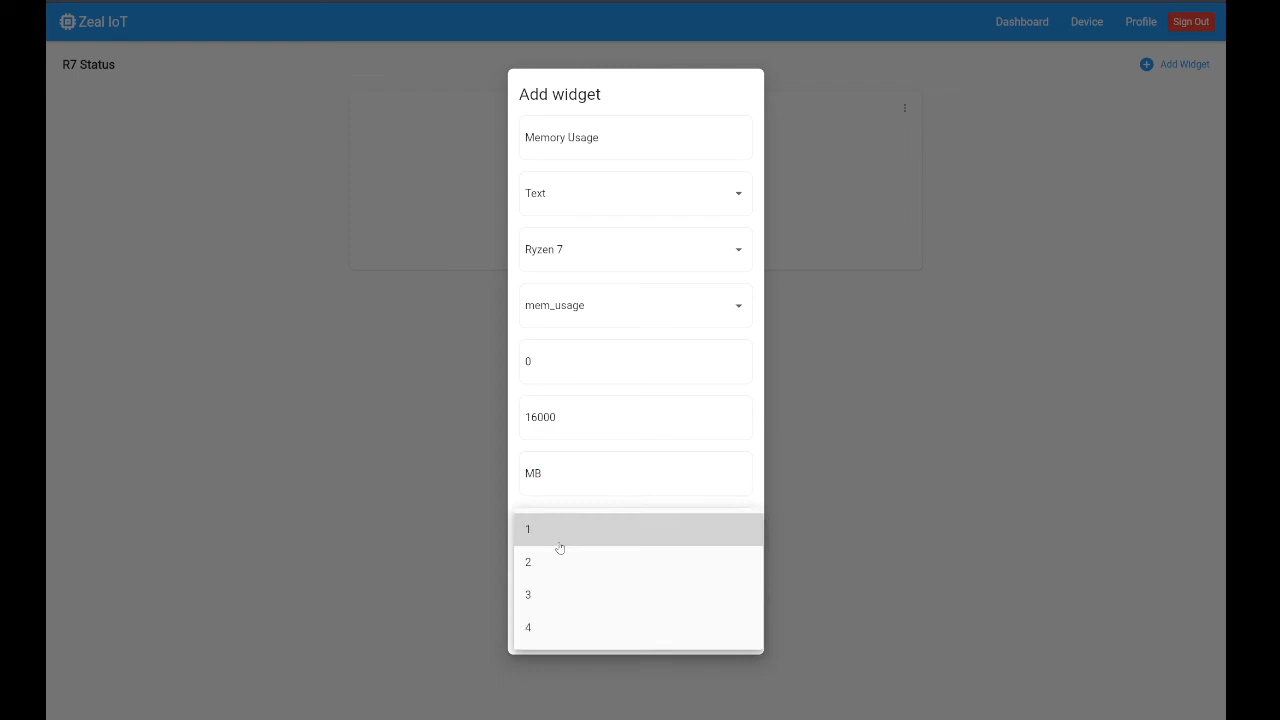 Zeal IoT
Dashboard
Device
Profile
Sign Out
R7 Status
Add Widget
Add widget
Memory Usage
Text
Ryzen 7
mem_usage
0
16000
MB
1
2
3
4